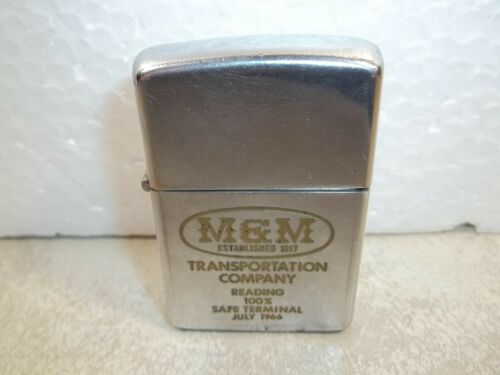 M&M
ESTABLISHED 1917
TRANSPORTATION
COMPANY
READING
100%
SAFE TERMINAL
JULY 1966